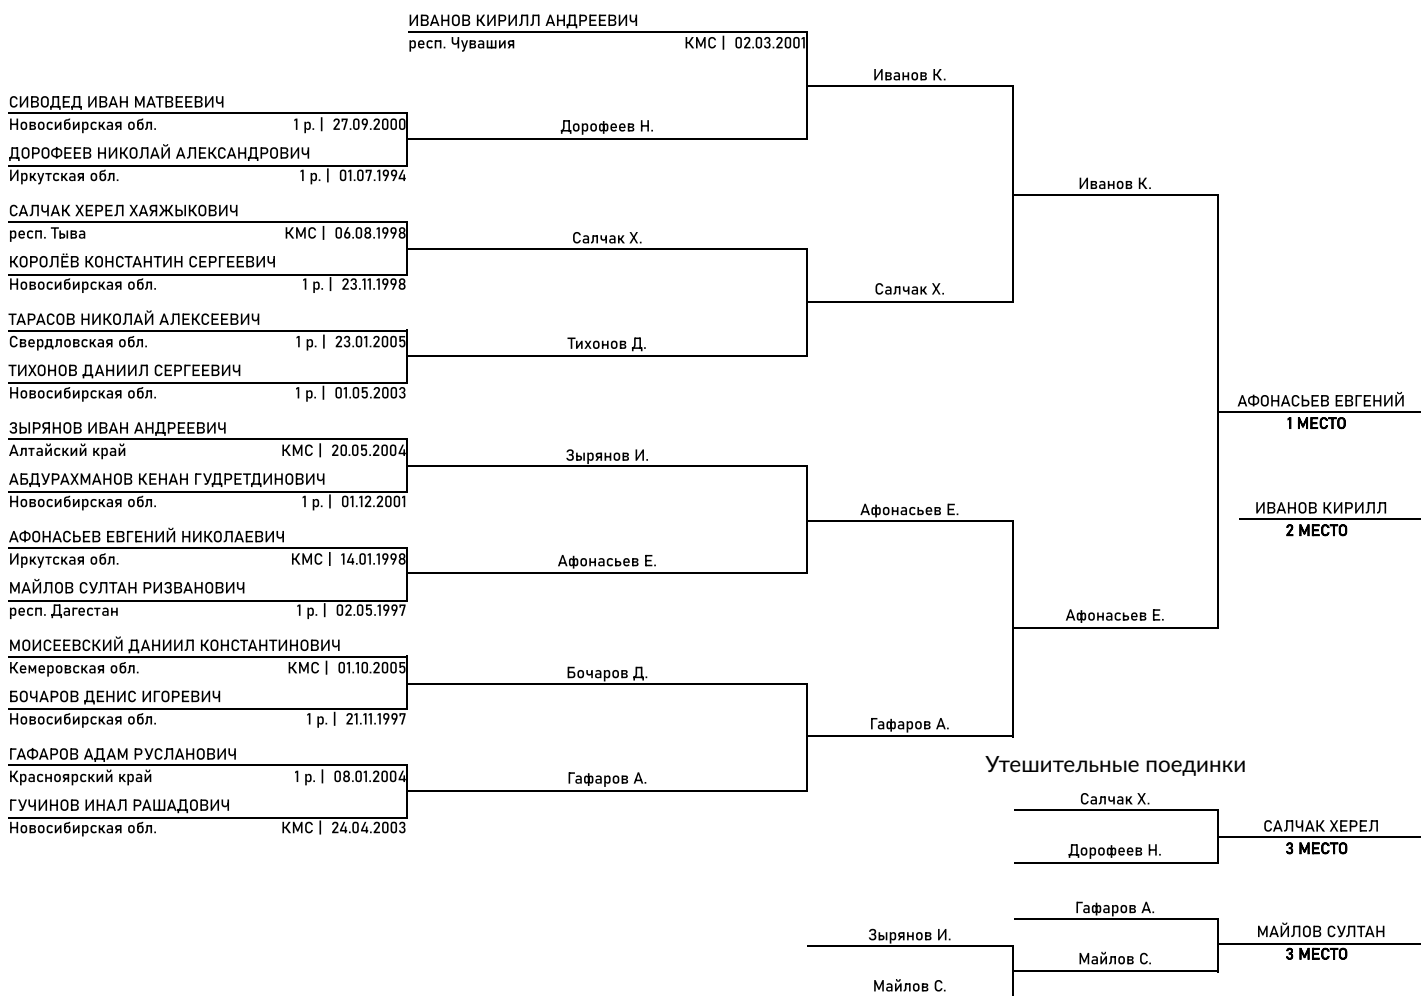 ИВАНОВ КИРИЛЛ АНДРЕЕВИЧ
респ. Чувашия КМС | 02.03.2001
Иванов К.
СИВОДЕД ИВАН МАТВЕЕВИЧ
Новосибирская обл. 1 р. | 27.09.2000
Дорофеев Н.
ДОРОФЕЕВ НИКОЛАЙ АЛЕКСАНДРОВИЧ
Иркутская обл. 1 р. | 01.07.1994
Иванов К.
САЛЧАК ХЕРЕЛ ХАЯЖЫКОВИЧ
респ. Тыва КМС | 06.08.1998
Салчак Х.
КОРОЛЁВ КОНСТАНТИН СЕРГЕЕВИЧ
Новосибирская обл. 1 р. | 23.11.1998
Салчак Х.
ТАРАСОВ НИКОЛАЙ АЛЕКСЕЕВИЧ
Свердловская обл. 1 р. | 23.01.2005
Тихонов Д.
ТИХОНОВ ДАНИИЛ СЕРГЕЕВИЧ
Новосибирская обл. 1 р. | 01.05.2003
АФОНАСЬЕВ ЕВГЕНИЙ
1 МЕСТО
ЗЫРЯНОВ ИВАН АНДРЕЕВИЧ
Алтайский край КМС | 20.05.2004
Зырянов И.
АБДУРАХМАНОВ КЕНАН ГУДРЕТДИНОВИЧ
Новосибирская обл. 1 р. | 01.12.2001
Афонасьев Е.
ИВАНОВ КИРИЛЛ
2 МЕСТО
АФОНАСЬЕВ ЕВГЕНИЙ НИКОЛАЕВИЧ
Иркутская обл. КМС | 14.01.1998
Афонасьев Е.
МАЙЛОВ СУЛТАН РИЗВАНОВИЧ
респ. Дагестан 1 р. | 02.05.1997
Афонасьев Е.
МОИСЕЕВСКИЙ ДАНИИЛ КОНСТАНТИНОВИЧ
Кемеровская обл. КМС | 01.10.2005
Бочаров Д.
БОЧАРОВ ДЕНИС ИГОРЕВИЧ
Новосибирская обл. 1 р. | 21.11.1997
Гафаров А.
ГАФАРОВ АДАМ РУСЛАНОВИЧ
Красноярский край 1 р. | 08.01.2004
Гафаров А.
ГУЧИНОВ ИНАЛ РАШАДОВИЧ
Новосибирская обл. КМС | 24.04.2003
Утешительные поединки
Салчак Х.
САЛЧАК ХЕРЕЛ
3 МЕСТО
Дорофеев Н.
Гафаров А.
МАЙЛОВ СУЛТАН
3 МЕСТО
Зырянов И.
Майлов С.
Майлов С.